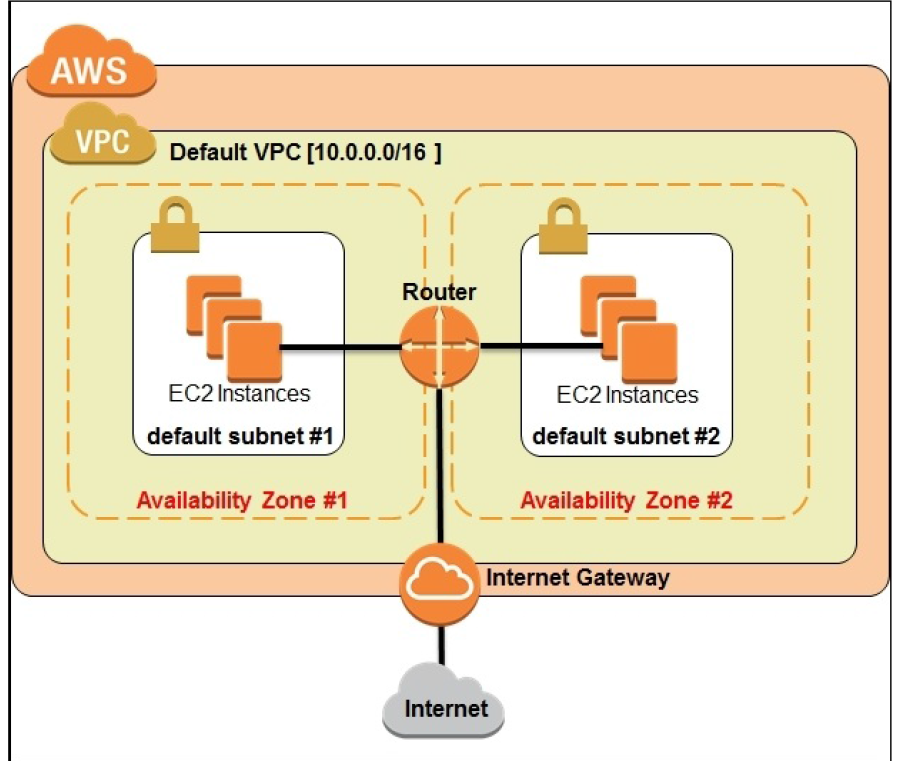 AWS
VPC
Default VPC [10.0.0.0/16 ]
Router
EC2 Instances
default subnet #1
Availability Zone #1
EC2 Instances
default subnet #2
Availability Zone #2
Internet Gateway
Internet